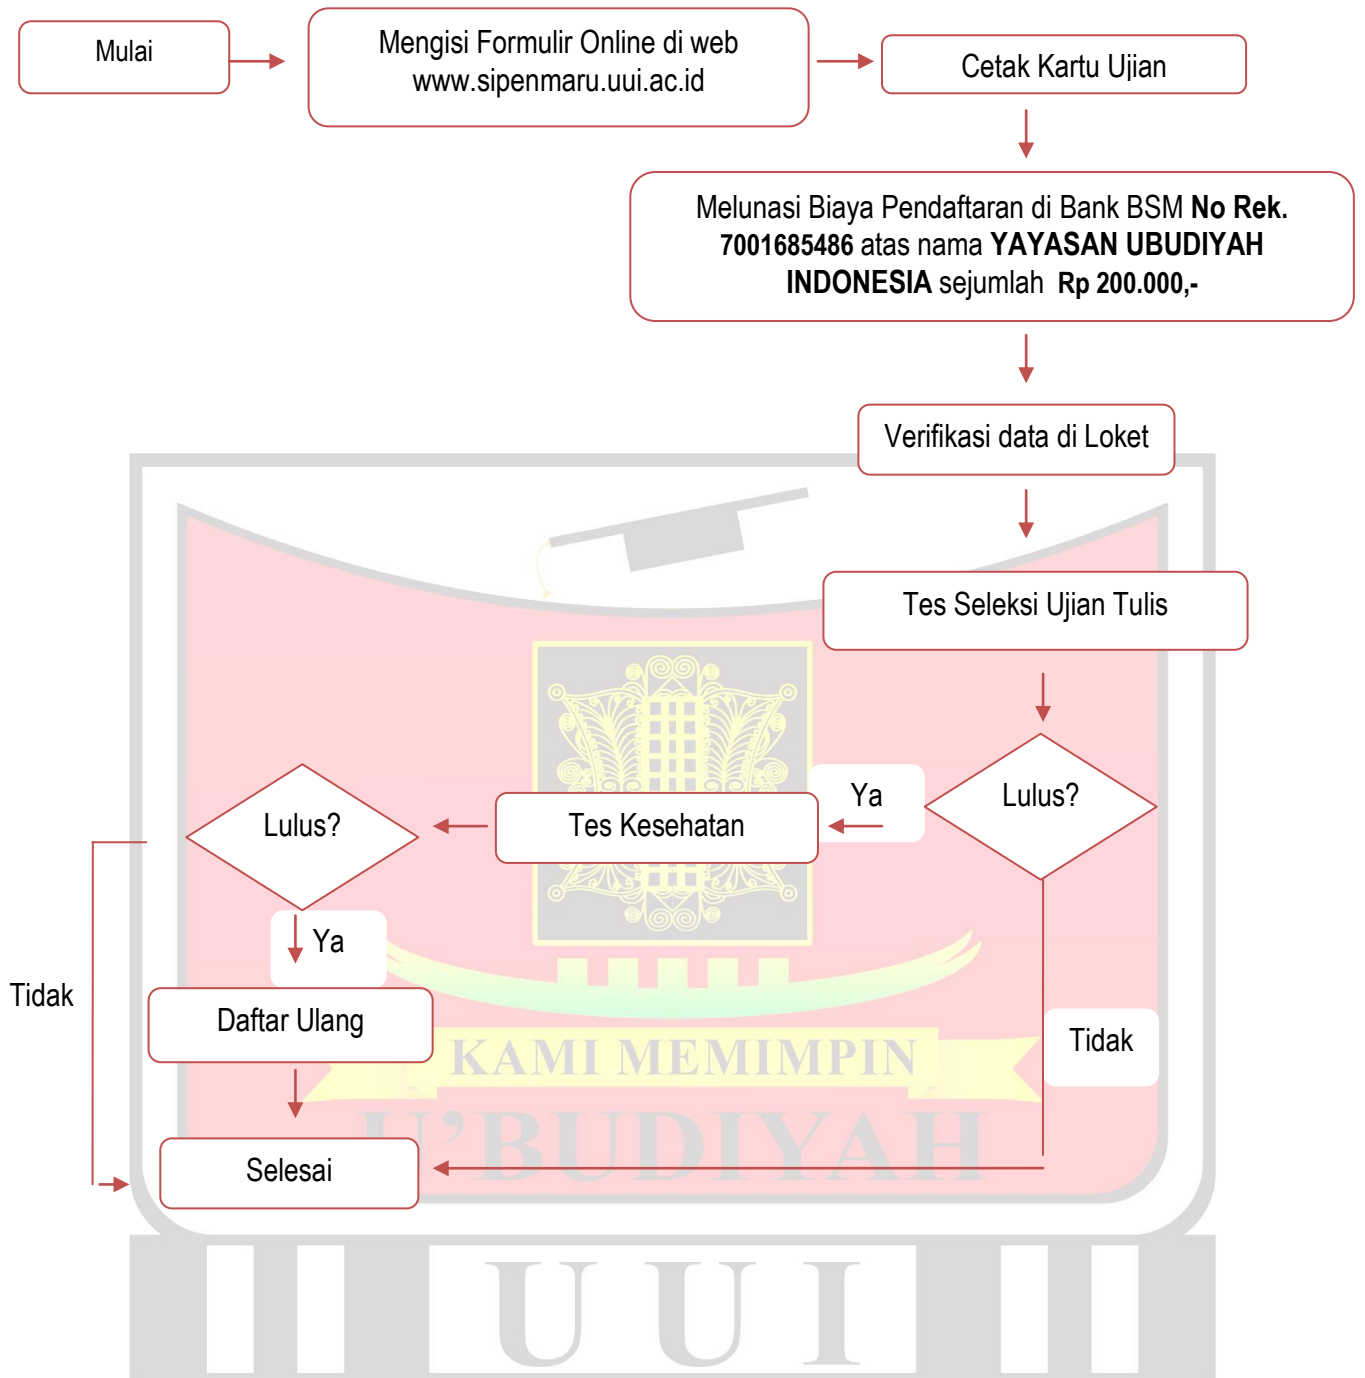 Mulai
Mengisi Formulir Online di web
www.sipenmaru.uui.ac.id
Cetak Kartu Ujian
Melunasi Biaya Pendaftaran di Bank BSM No Rek.
7001685486 atas nama YAYASAN UBUDIYAH
INDONESIA sejumlah Rp 200.000,-
Verifikasi data di Loket
Tes Seleksi Ujian Tulis
Lulus?
Ya
Tes Kesehatan
Lulus?
Ya
Tidak
Daftar Ulang
Tidak
Selesai
KAMI MEMIMPIN
U'BUDIYAH
UUI